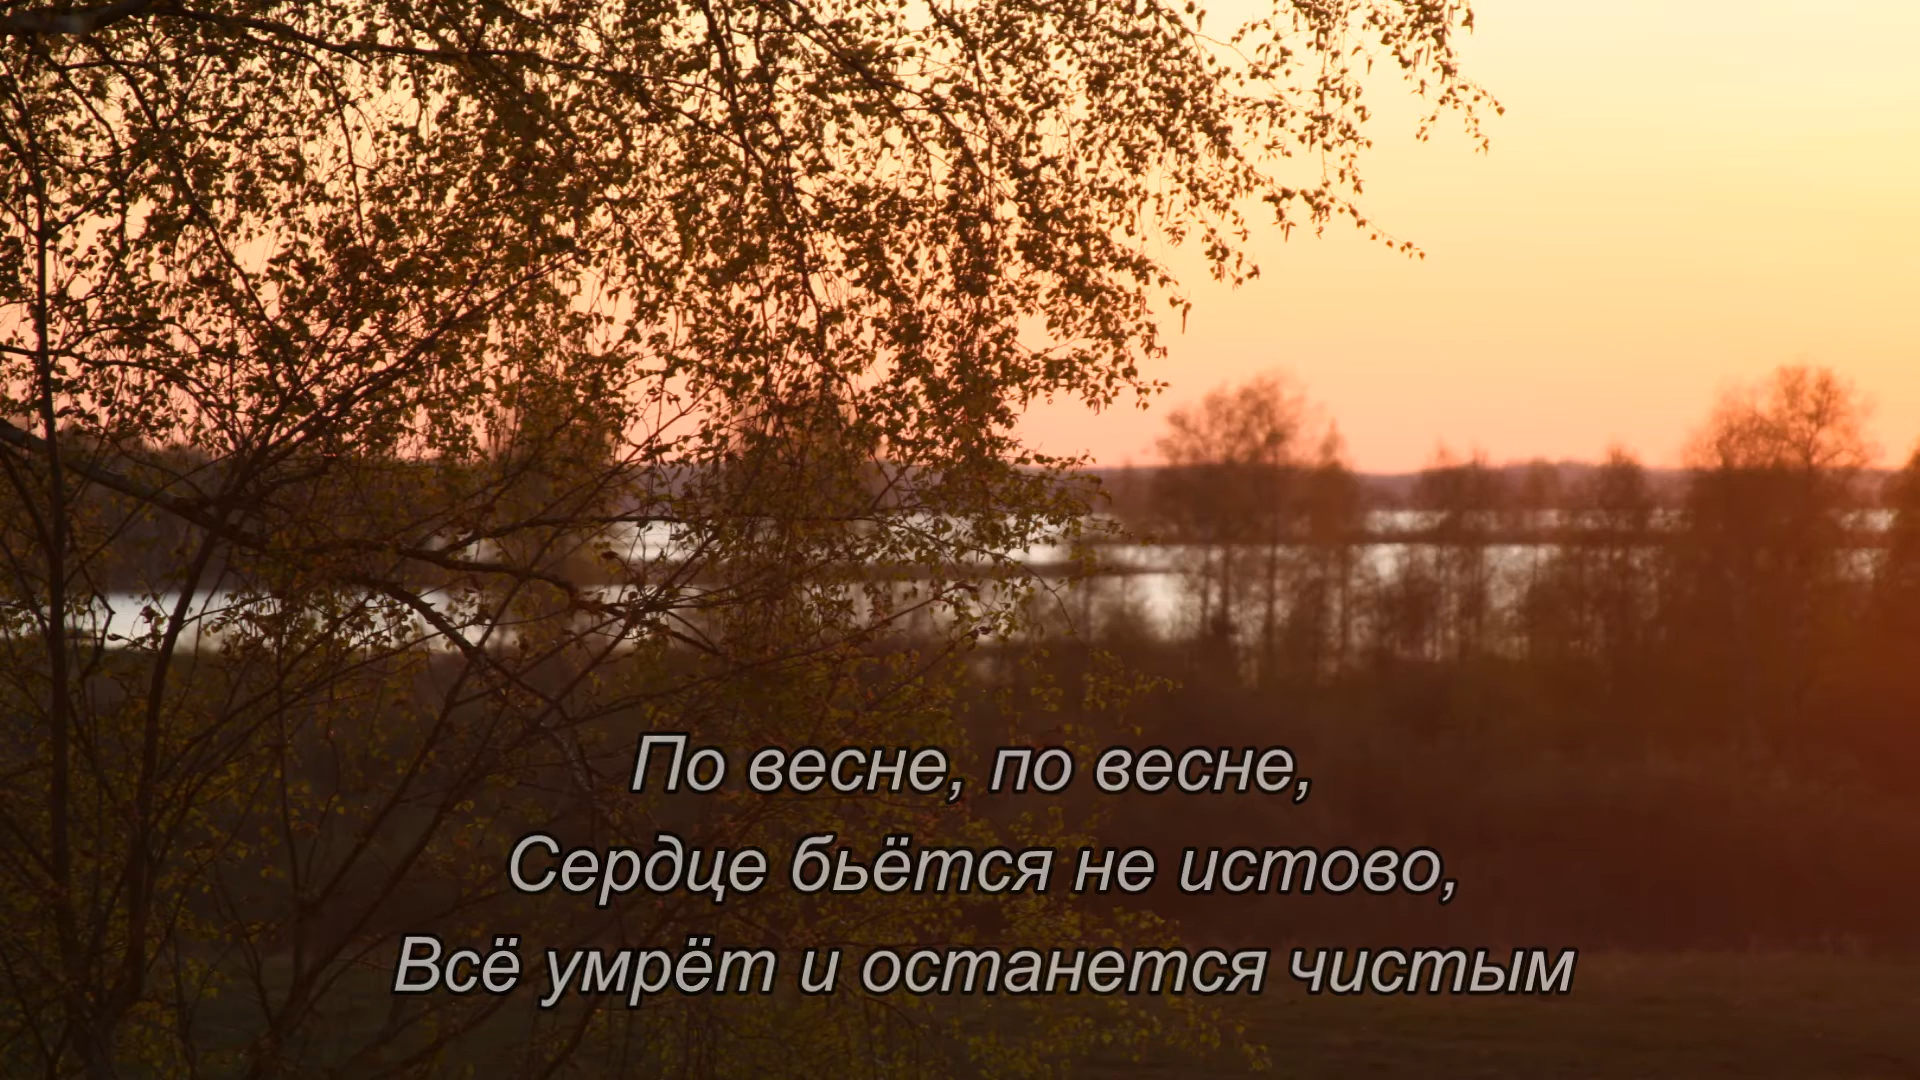 По весне, по весне,
Сердце бьётся не истово,
Всё умрёт и останется чистым